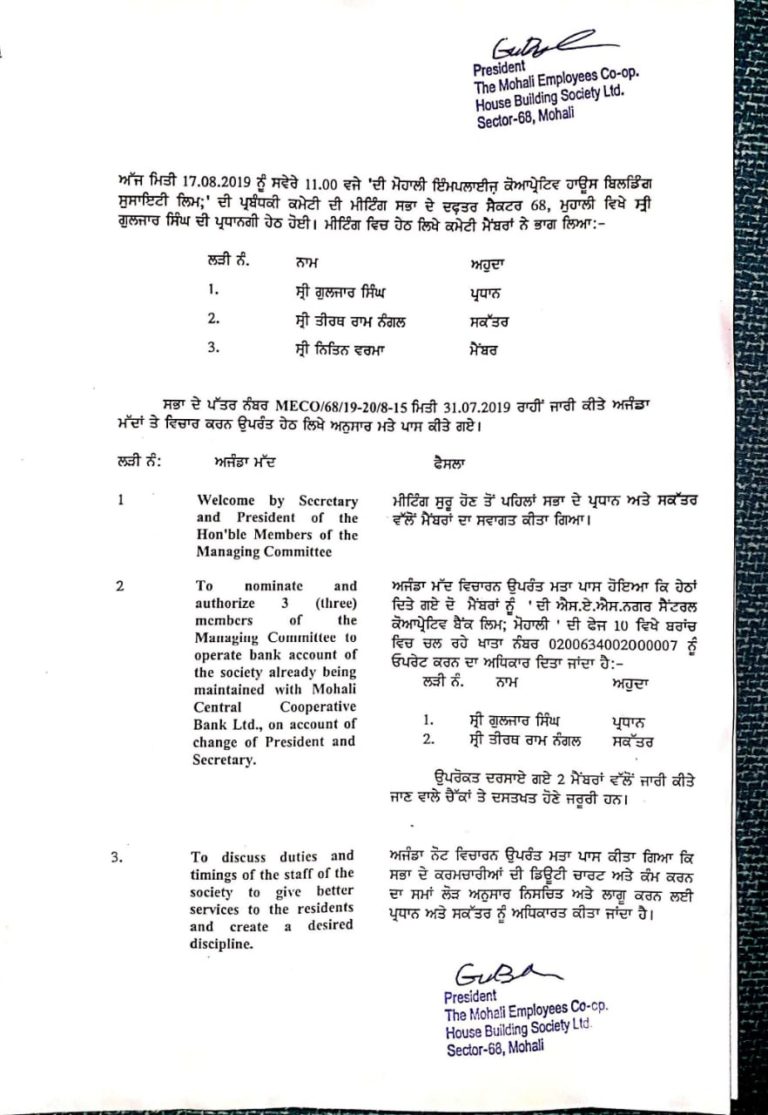 President
The Mohali Employees Co-op.
House Building Society Ltd.
Sector-68, Mohali
ਅੱਜ ਮਿਤੀ 17.08.2019 ਨੂੰ ਸਵੇਰੇ 11.00 ਵਜੇ 'ਦੀ ਮੋਹਾਲੀ ਇੰਮਪਲਾਈਜ਼ ਕੋਆਪ੍ਰੇਟਿਵ ਹਾਊਸ ਬਿਲਡਿੰਗ
ਸੁਸਾਇਟੀ ਲਿਮ;' ਦੀ ਪ੍ਰਬੰਧਕੀ ਕਮੇਟੀ ਦੀ ਮੀਟਿੰਗ ਸਭਾ ਦੇ ਦਫ਼ਤਰ ਸੈਕਟਰ 68, ਮੁਹਾਲੀ ਵਿਖੇ ਸ੍ਰੀ
ਗੁਲਜਾਰ ਸਿੰਘ ਦੀ ਪ੍ਰਧਾਨਗੀ ਹੇਠ ਹੋਈ। ਮੀਟਿੰਗ ਵਿਚ ਹੇਠ ਲਿਖੇ ਕਮੇਟੀ ਮੈਂਬਰਾਂ ਨੇ ਭਾਗ ਲਿਆ:-
ਲੜੀ ਨੰ. ਨਾਮ ਅਹੁਦਾ
1. ਸ੍ਰੀ ਗੁਲਜਾਰ ਸਿੰਘ ਪ੍ਰਧਾਨ
2. ਸ੍ਰੀ ਤੀਰਥ ਰਾਮ ਨੰਗਲ ਸਕੱਤਰ
3. ਸ੍ਰੀ ਨਿਤਿਨ ਵਰਮਾ ਮੈਂਬਰ
ਸਭਾ ਦੇ ਪੱਤਰ ਨੰਬਰ MECO/68/19-20/8-15 ਮਿਤੀ 31.07.2019 ਰਾਹੀਂ ਜਾਰੀ ਕੀਤੇ ਅਜੰਡਾ
ਮੱਦਾਂ ਤੇ ਵਿਚਾਰ ਕਰਨ ਉਪਰੰਤ ਹੇਠ ਲਿਖੇ ਅਨੁਸਾਰ ਮਤੇ ਪਾਸ ਕੀਤੇ ਗਏ।
ਲੜੀ ਨੰ: ਅਜੰਡਾ ਮੱਦ ਫੈਸਲਾ
1
Welcome by Secretary
and President of the
Hon'ble Members of the
Managing Committee
ਮੀਟਿੰਗ ਸੁਰੂ ਹੋਣ ਤੋਂ ਪਹਿਲਾਂ ਸਭਾ ਦੇ ਪ੍ਰਧਾਨ ਅਤੇ ਸਕੱਤਰ
ਵੱਲੋਂ ਮੈਂਬਰਾਂ ਦਾ ਸਵਾਗਤ ਕੀਤਾ ਗਿਆ।
2
To nominate and
authorize 3 (three)
members of the
Managing Committee to
operate bank account of
the society already being
maintained with Mohali
Central Cooperative
Bank Ltd., on account of
change of President and
Secretary.
ਅਜੰਡਾ ਮੱਦ ਵਿਚਾਰਨ ਉਪਰੰਤ ਮਤਾ ਪਾਸ ਹੋਇਆ ਕਿ ਹੇਠਾਂ
ਦਿਤੇ ਗਏ ਦੋ ਮੈਂਬਰਾਂ ਨੂੰ ' ਦੀ ਐਸ.ਏ.ਐਸ.ਨਗਰ ਸੈਂਟਰਲ
ਕੋਆਪ੍ਰੇਟਿਵ ਬੈਂਕ ਲਿਮ; ਮੋਹਾਲੀ ' ਦੀ ਫੇਜ 10 ਵਿਖੇ ਬਰਾਂਚ
ਵਿਚ ਚਲ ਰਹੇ ਖਾਤਾ ਨੰਬਰ 0200634002000007 ਨੂੰ
ਓਪਰੇਟ ਕਰਨ ਦਾ ਅਧਿਕਾਰ ਦਿਤਾ ਜਾਂਦਾ ਹੈ:-
ਲੜੀ ਨੰ. ਨਾਮ ਅਹੁਦਾ
1. ਸ੍ਰੀ ਗੁਲਜਾਰ ਸਿੰਘ ਪ੍ਰਧਾਨ
2. ਸ੍ਰੀ ਤੀਰਥ ਰਾਮ ਨੰਗਲ ਸਕੱਤਰ
ਉਪਰੋਕਤ ਦਰਸਾਏ ਗਏ 2 ਮੈਂਬਰਾਂ ਵੱਲੋਂ ਜਾਰੀ ਕੀਤੇ
ਜਾਣ ਵਾਲੇ ਚੈੱਕਾਂ ਤੇ ਦਸਤਖਤ ਹੋਣੇ ਜਰੂਰੀ ਹਨ।
3.
To discuss duties and
timings of the staff of the
society to give better
services to the residents
and create a desired
discipline.
ਅਜੰਡਾ ਨੋਟ ਵਿਚਾਰਨ ਉਪਰੰਤ ਮਤਾ ਪਾਸ ਕੀਤਾ ਗਿਆ ਕਿ
ਸਭਾ ਦੇ ਕਰਮਚਾਰੀਆਂ ਦੀ ਡਿਊਟੀ ਚਾਰਟ ਅਤੇ ਕੰਮ ਕਰਨ
ਦਾ ਸਮਾਂ ਲੋੜ ਅਨੁਸਾਰ ਨਿਸਚਿਤ ਅਤੇ ਲਾਗੂ ਕਰਨ ਲਈ
ਪ੍ਰਧਾਨ ਅਤੇ ਸਕੱਤਰ ਨੂੰ ਅਧਿਕਾਰਤ ਕੀਤਾ ਜਾਂਦਾ ਹੈ।
President
The Mohali Employees Co-op.
House Building Society Ltd.
Sector-68, Mohali